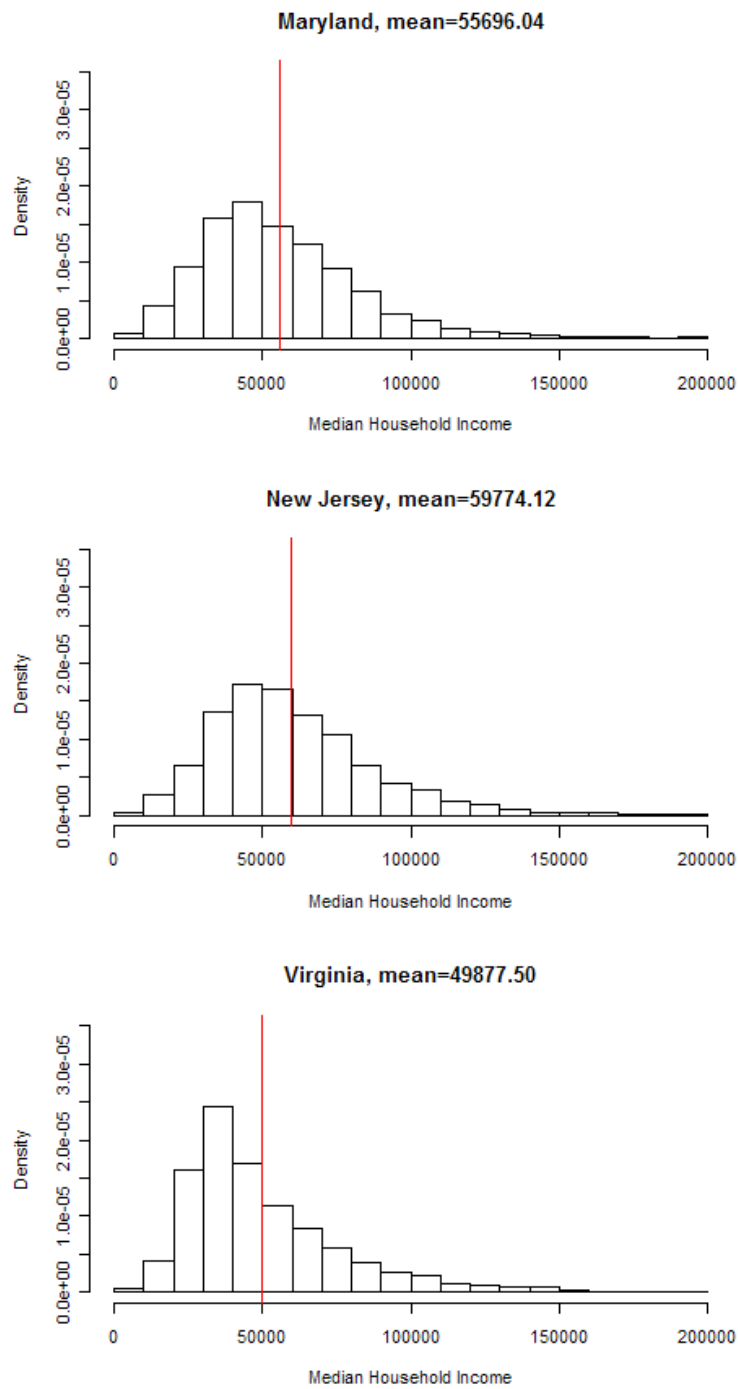 Maryland, mean=55696.04
Density
0.0e+00 1.0e-05 2.0e-05 3.0e-05
0 50000 100000 150000 200000
Median Household Income
New Jersey, mean=59774.12
Density
0.0e+00 1.0e-05 2.0e-05 3.0e-05
0 50000 100000 150000 200000
Median Household Income
Virginia, mean=49877.50
Density
0.0e+00 1.0e-05 2.0e-05 3.0e-05
0 50000 100000 150000 200000
Median Household Income